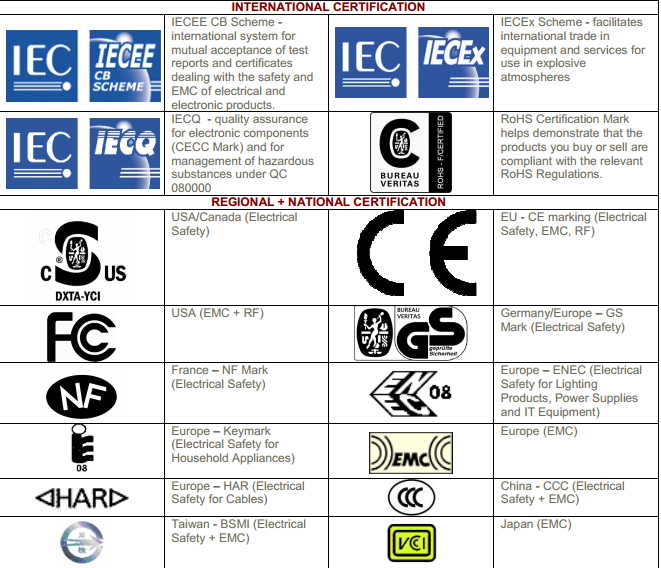 INTERNATIONAL CERTIFICATION
IEC IECEE
CB
SCHEME
IECEE CB Scheme -
international system for
mutual acceptance of test
reports and certificates
dealing with the safety and
EMC of electrical and
electronic products.
IEC IECEx
IECEx Scheme - facilitates
international trade in
equipment and services for
use in explosive
atmospheres
IEC IECQ
IECQ - quality assurance
for electronic components
(CECC Mark) and for
management of hazardous
substances under QC
080000
BUREAU
VERITAS
ROHS - F/CERTIFIED
RoHS Certification Mark
helps demonstrate that the
products you buy or sell are
compliant with the relevant
RoHS Regulations.
REGIONAL + NATIONAL CERTIFICATION
C S US
®
DXTA-YCI
USA/Canada (Electrical
Safety)
CE
EU - CE marking (Electrical
Safety, EMC, RF)
FC
USA (EMC + RF)
BUREAU
VERITAS
GS
geprüfte
Sicherheit
Germany/Europe – GS
Mark (Electrical Safety)
NF
France – NF Mark
(Electrical Safety)
ENEC 08
Europe – ENEC (Electrical
Safety for Lighting
Products, Power Supplies
and IT Equipment)
08
Europe – Keymark
(Electrical Safety for
Household Appliances)
EMC
Europe (EMC)
HAR
Europe – HAR (Electrical
Safety for Cables)
CCC
China - CCC (Electrical
Safety + EMC)
Taiwan - BSMI (Electrical
Safety + EMC)
VCI
Japan (EMC)